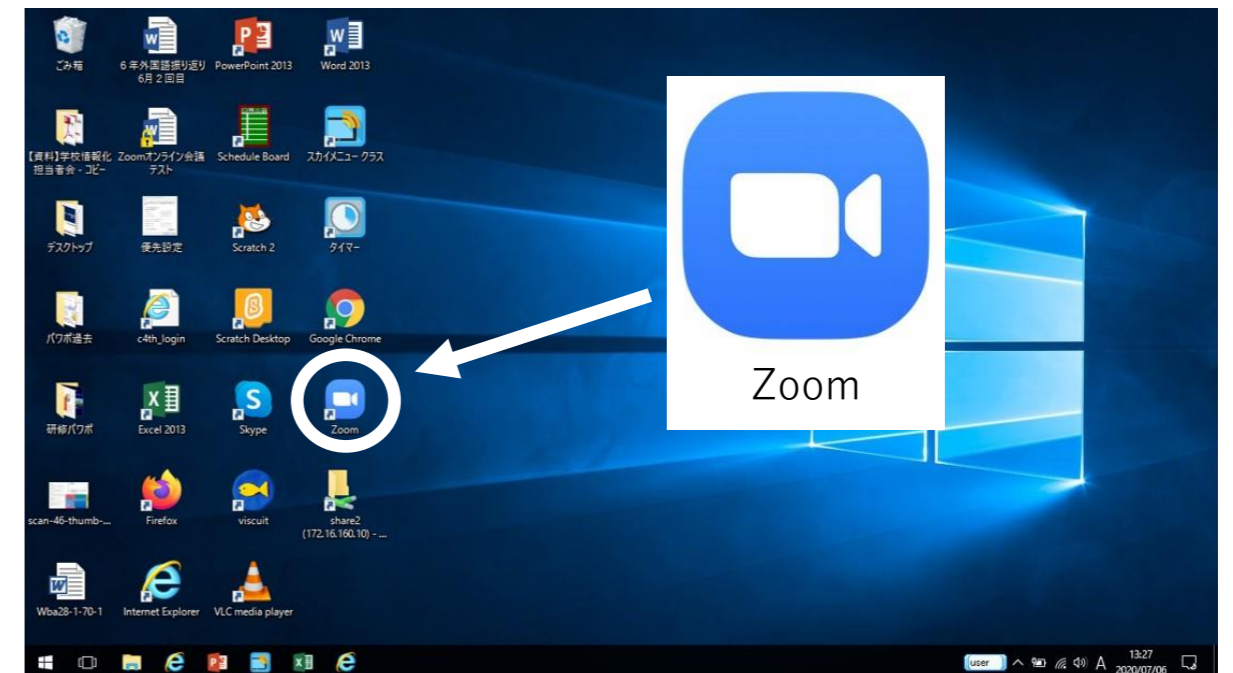 ごみ箱
6年外国語振り返り
6月2回目
PowerPoint 2013
Word 2013
【資料】学校情報化
担当者会 - コピー
Zoomオンライン会議
テスト
Schedule Board
スカイメニュー クラス
デスクトップ
優先設定
Scratch 2
タイマー
パワポ過去
c4th_login
Scratch Desktop
Google Chrome
研修パワポ
Excel 2013
Skype
Zoom
scan-46-thumb-...
Firefox
viscuit
share2
(172.16.160.10) - ...
Wba28-1-70-1
Internet Explorer
VLC media player
Zoom
user
A
13:27
2020/07/06